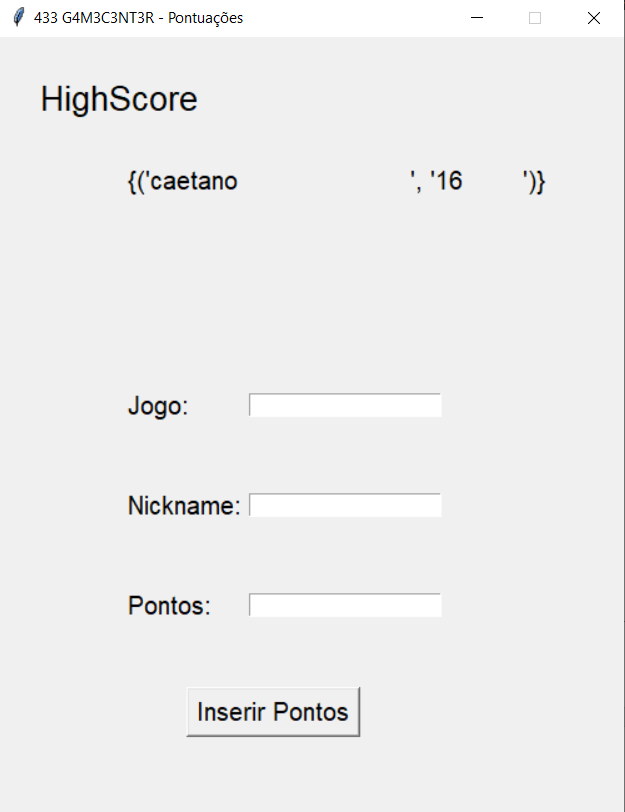 433 G4M3C3NT3R - Pontuações
HighScore
{('caetano                    ', '16       ')}
Jogo:
Nickname:
Pontos:
Inserir Pontos